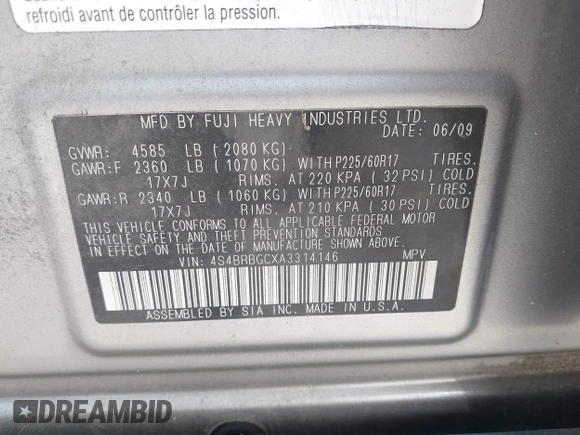 refroidi avant de contrôler la pression.
MFD BY FUJI HEAVY INDUSTRIES LTD.
DATE: 06/09
GVWR: 4585 LB ( 2080 KG)
GAWR:F 2360 LB ( 1070 KG) WITH P225/60R17 TIRES.
17X7J RIMS. AT 220 KPA ( 32 PSI) COLD
GAWR:R 2340 LB ( 1060 KG) WITH P225/60R17 TIRES.
17X7J RIMS. AT 210 KPA ( 30 PSI) COLD
THIS VEHICLE CONFORMS TO ALL APPLICABLE FEDERAL MOTOR
VEHICLE SAFETY AND THEFT PREVENTION STANDARDS
IN EFFECT ON THE DATE OF MANUFACTURE SHOWN ABOVE.
VIN: 4S4BRBGCXA3314146 MPV
ASSEMBLED BY SIA INC. MADE IN U.S.A.
DREAMBID